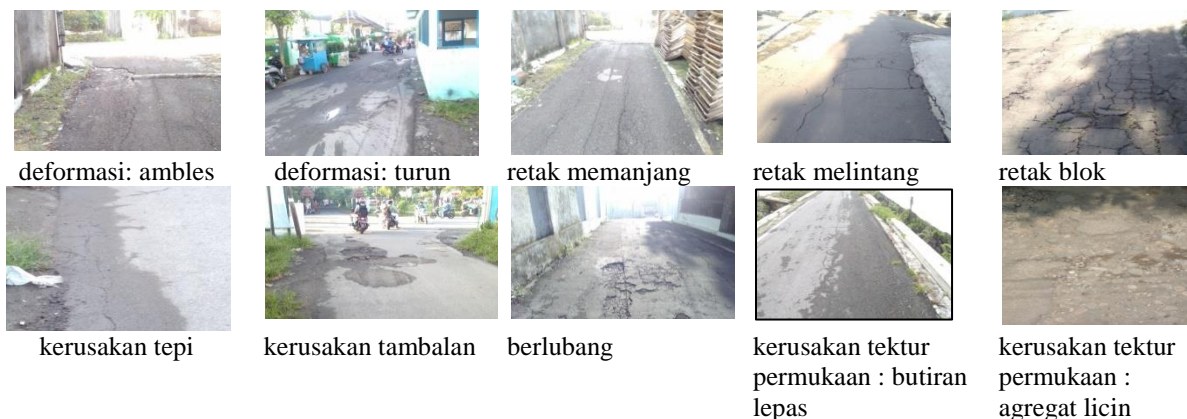 deformasi: ambles
deformasi: turun
retak memanjang
retak melintang
retak blok
kerusakan tepi
kerusakan tambalan
berlubang
kerusakan tektur
permukaan : butiran
lepas
kerusakan tektur
permukaan :
agregat licin